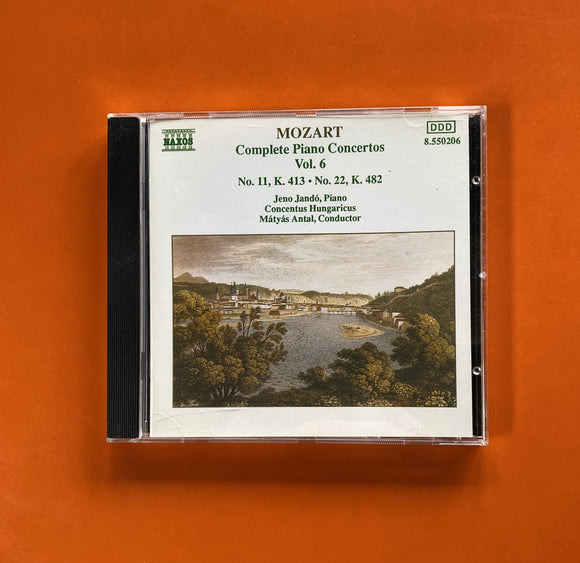 NAXOS
DDD
8.550206
MOZART
Complete Piano Concertos
Vol. 6
No. 11, K. 413 • No. 22, K. 482
Jeno Jandó, Piano
Concentus Hungaricus
Mátyás Antal, Conductor